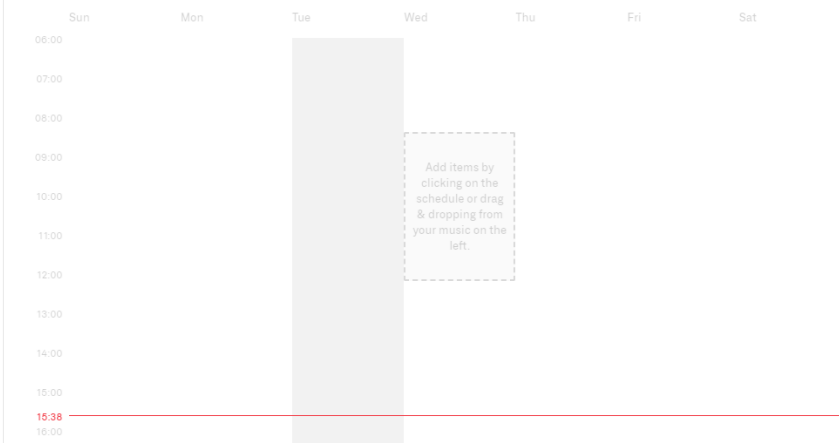 Sun Mon Tue Wed Thu Fri Sat
06:00
07:00
08:00
09:00
Add items by
clicking on the
schedule or drag
& dropping from
your music on the
left.
10:00
11:00
12:00
13:00
14:00
15:00
15:38
16:00